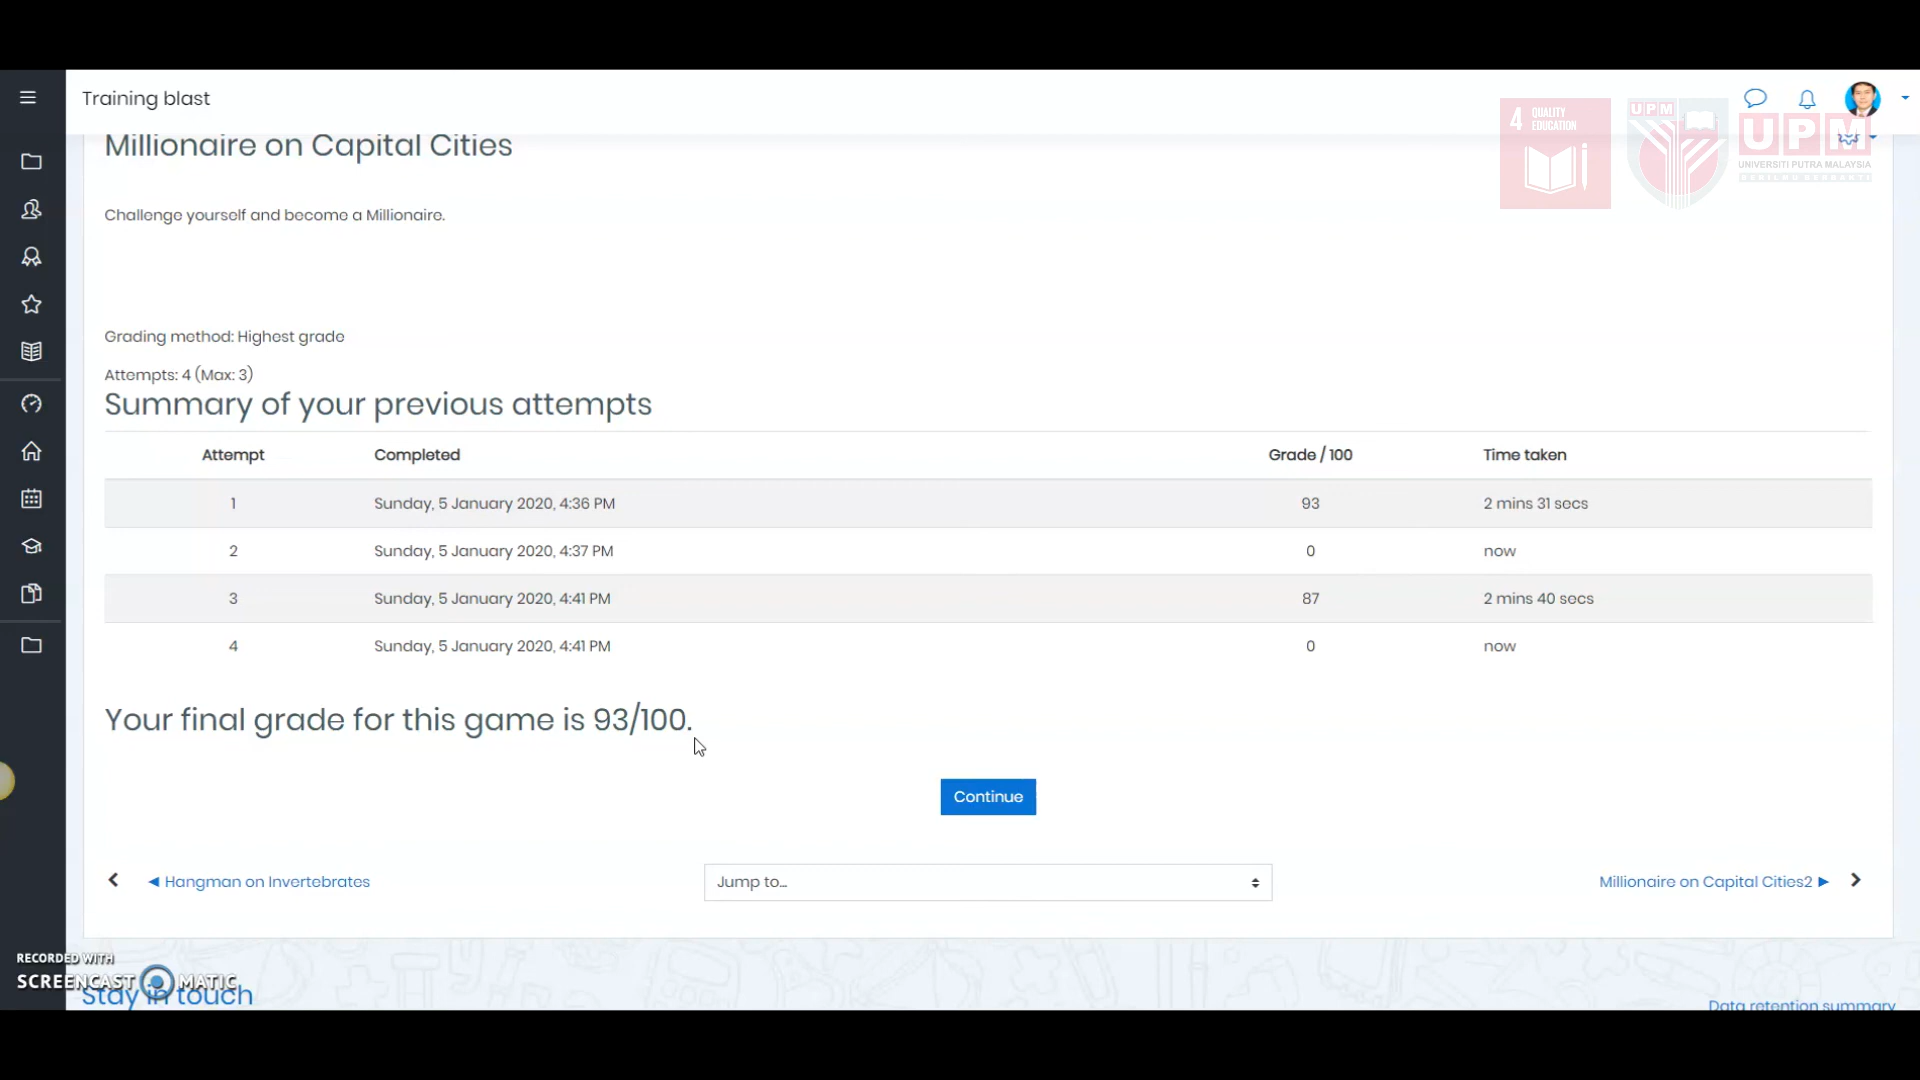 Training blast
4 QUALITY
EDUCATION
UPM
UPM
UNIVERSITI PUTRA MALAYSIA
BERILMU BERBAKTI
Millionaire on Capital Cities
Challenge yourself and become a Millionaire.
Grading method: Highest grade
Attempts: 4 (Max: 3)
Summary of your previous attempts
Attempt Completed Grade / 100 Time taken
1 Sunday, 5 January 2020, 4:36 PM 93 2 mins 31 secs
2 Sunday, 5 January 2020, 4:37 PM 0 now
3 Sunday, 5 January 2020, 4:41 PM 87 2 mins 40 secs
4 Sunday, 5 January 2020, 4:41 PM 0 now
Your final grade for this game is 93/100.
Continue
◄ Hangman on Invertebrates
Jump to...
Millionaire on Capital Cities2 ►
RECORDED WITH
SCREENCAST MATIC
Stay in touch
Data retention summary